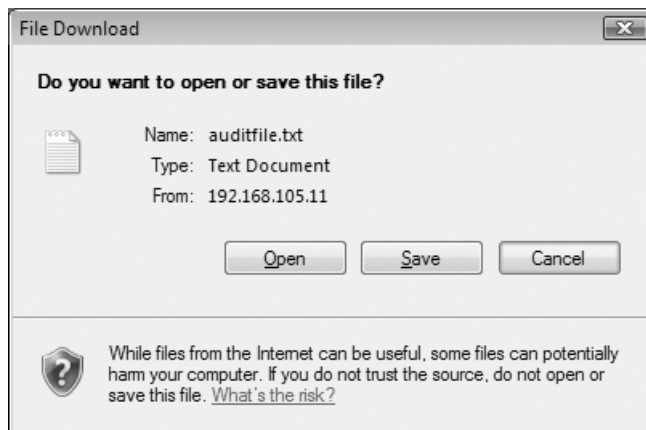 File Download
Do you want to open or save this file?
Name: auditfile.txt
Type: Text Document
From: 192.168.105.11
Open Save Cancel
While files from the Internet can be useful, some files can potentially
harm your computer. If you do not trust the source, do not open or
save this file. What's the risk?